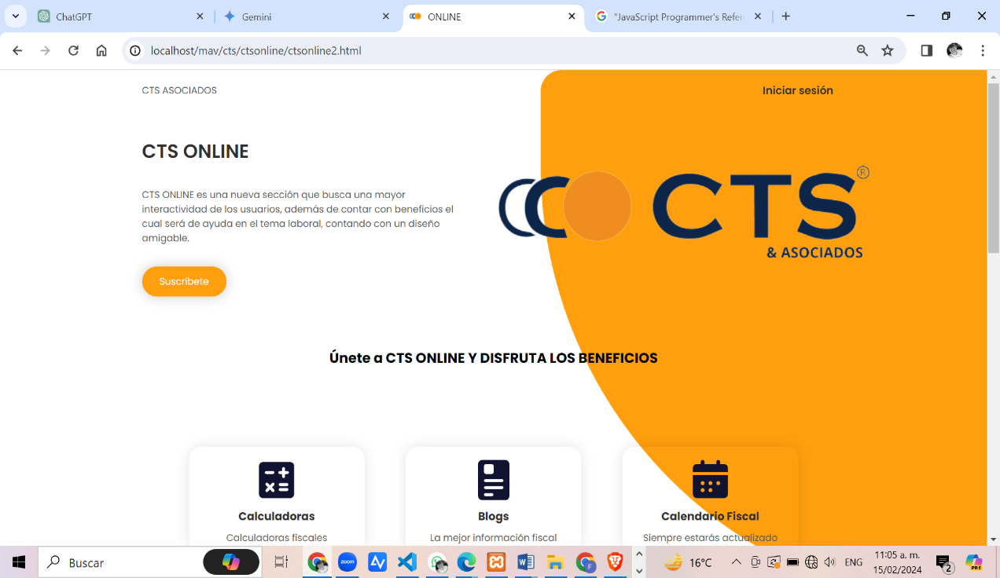 ChatGPT
Gemini
ONLINE
"JavaScript Programmer's Refer
localhost/mav/cts/ctsonline/ctsonline2.html
CTS ASOCIADOS
Iniciar sesión
CTS ONLINE
CTS ONLINE es una nueva sección que busca una mayor
interactividad de los usuarios, además de contar con beneficios el
cual será de ayuda en el tema laboral, contando con un diseño
amigable.
Suscríbete
CTS®
& ASOCIADOS
Únete a CTS ONLINE Y DISFRUTA LOS BENEFICIOS
Calculadoras
Calculadoras fiscales
Blogs
La mejor información fiscal
Calendario Fiscal
Siempre estarás actualizado
Buscar
zoom
16°C
ENG
11:05 a. m.
15/02/2024
2
PRE